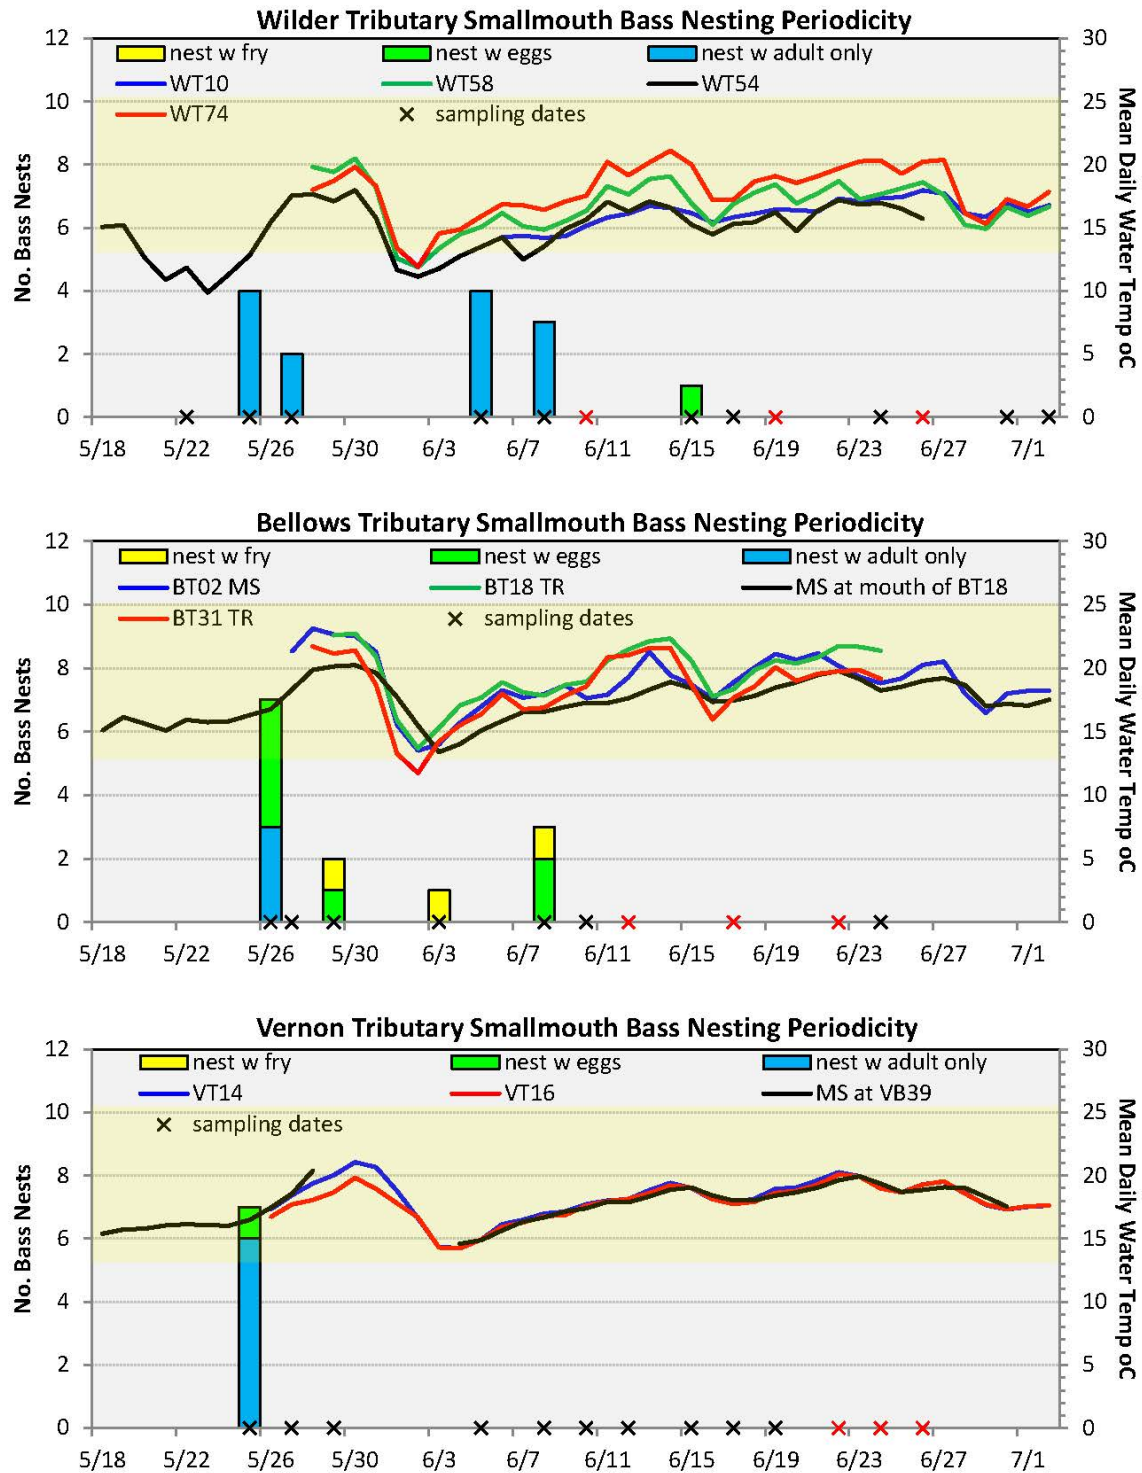 Wilder Tributary Smallmouth Bass Nesting Periodicity
12 30
nest w fry nest w eggs nest w adult only
WT10 WT58 WT54
10 25
WT74 sampling dates
8 20
6 15
4 10
2 5
0 0
No. Bass Nests
Mean Daily Water Temp oC
5/18 5/22 5/26 5/30 6/3 6/7 6/11 6/15 6/19 6/23 6/27 7/1
Bellows Tributary Smallmouth Bass Nesting Periodicity
12 30
nest w fry nest w eggs nest w adult only
BT02 MS BT18 TR MS at mouth of BT18
10 25
BT31 TR sampling dates
8 20
6 15
4 10
2 5
0 0
No. Bass Nests
Mean Daily Water Temp oC
5/18 5/22 5/26 5/30 6/3 6/7 6/11 6/15 6/19 6/23 6/27 7/1
Vernon Tributary Smallmouth Bass Nesting Periodicity
12 30
nest w fry nest w eggs nest w adult only
VT14 VT16 MS at VB39
10 25
sampling dates
8 20
6 15
4 10
2 5
0 0
No. Bass Nests
Mean Daily Water Temp oC
5/18 5/22 5/26 5/30 6/3 6/7 6/11 6/15 6/19 6/23 6/27 7/1